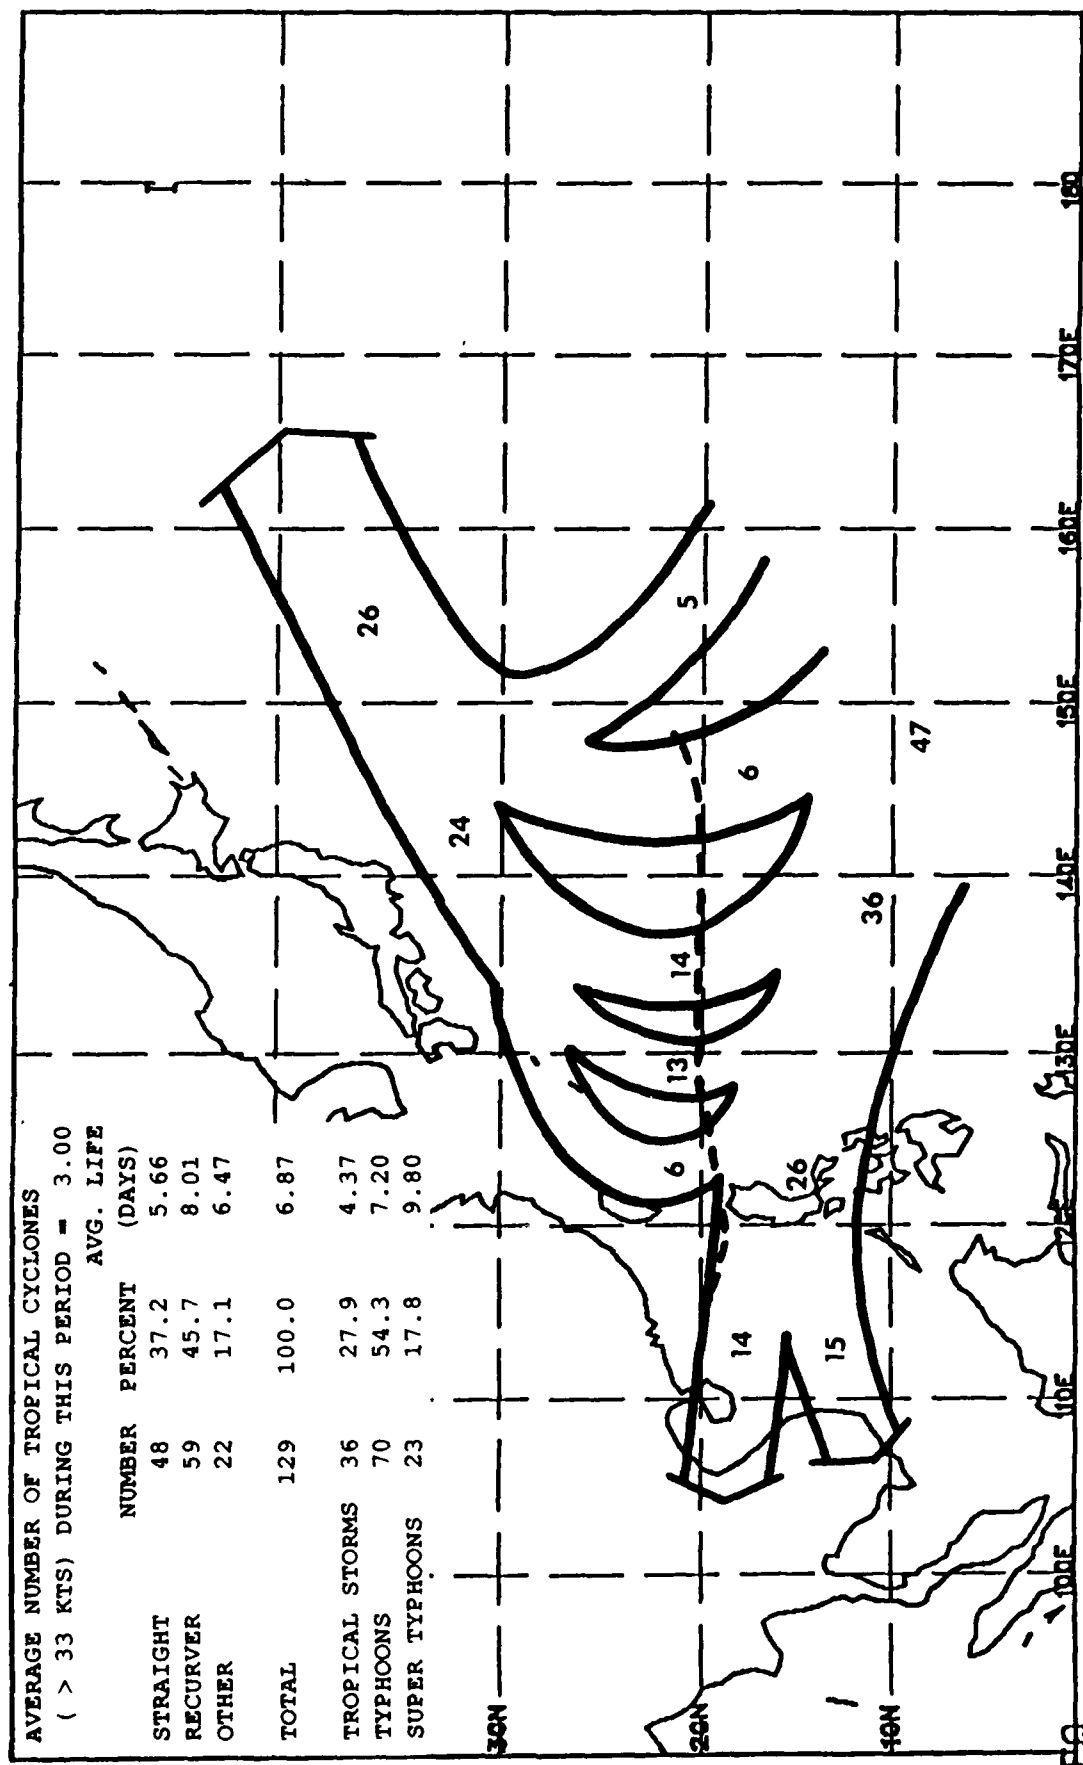 AVERAGE NUMBER OF TROPICAL CYCLONES
( > 33 KTS) DURING THIS PERIOD = 3.00
AVG. LIFE
NUMBER PERCENT (DAYS)
STRAIGHT 48 37.2 5.66
RECURVER 59 45.7 8.01
OTHER 22 17.1 6.47
TOTAL 129 100.0 6.87
TROPICAL STORMS 36 27.9 4.37
TYPHOONS 70 54.3 7.20
SUPER TYPHOONS 23 17.8 9.80
26
24
30N
5
6
14
13
6
20N
14
47
36
26
15
10N
EQ
100E
110E
120E
130E
140E
150E
160E
170E
180